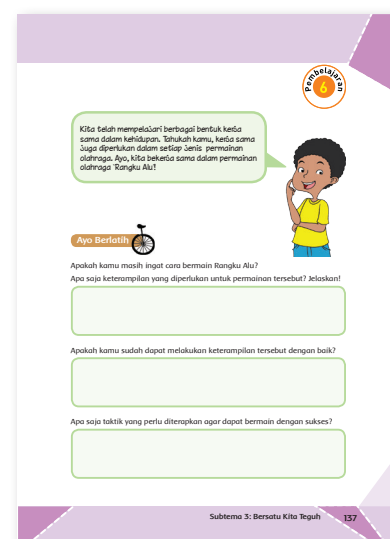 Pembelajaran
6
Kita telah mempelajari berbagai bentuk kerja
sama dalam kehidupan. Tahukah kamu, kerja sama
juga diperlukan dalam setiap jenis permainan
olahraga. Ayo, kita bekerja sama dalam permainan
olahraga 'Rangku Alu'!
Ayo Berlatih
Apakah kamu masih ingat cara bermain Rangku Alu?
Apa saja keterampilan yang diperlukan untuk permainan tersebut? Jelaskan!
Apakah kamu sudah dapat melakukan keterampilan tersebut dengan baik?
Apa saja taktik yang perlu diterapkan agar dapat bermain dengan sukses?
Subtema 3: Bersatu Kita Teguh 137